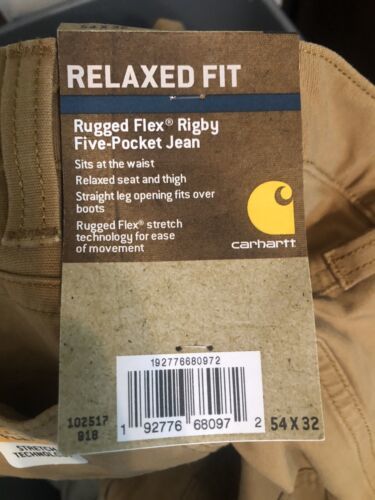 RELAXED FIT
Rugged Flex® Rigby
Five-Pocket Jean
Sits at the waist
Relaxed seat and thigh
Straight leg opening fits over
boots
Rugged Flex® stretch
technology for ease
of movement
carhartt
192776680972
1 92776 68097 2
102517
918
54 X 32
STRETCH
TECHNOLOGY